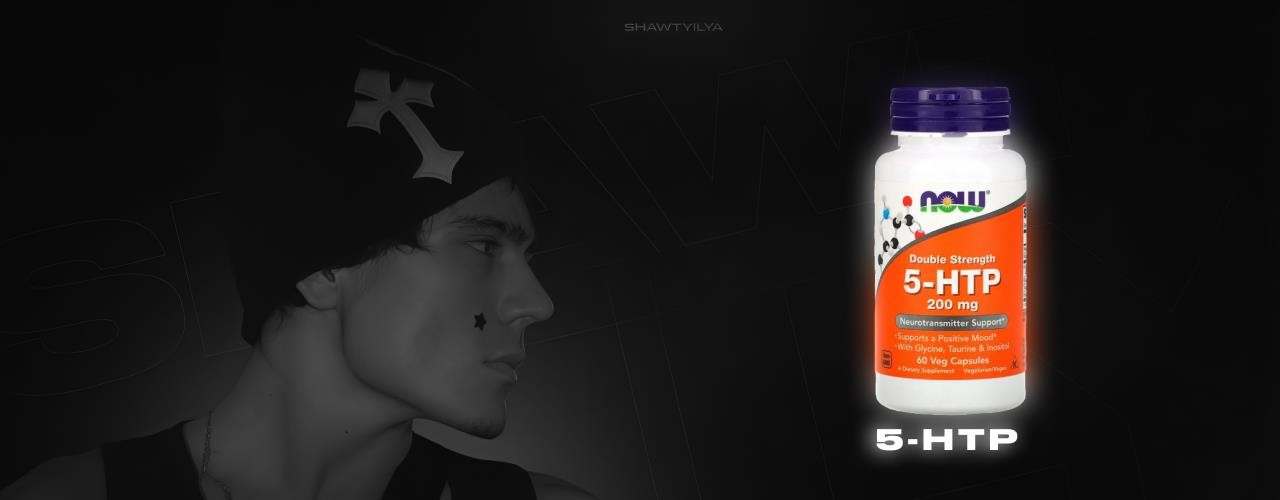 SHAWTYILYA
NOW
Double Strength
5-HTP
200 mg
Neurotransmitter Support*
•Supports a Positive Mood*
•With Glycine, Taurine & Inositol
60 Veg Capsules
A Dietary Supplement Vegetarian/Vegan
5-HTP